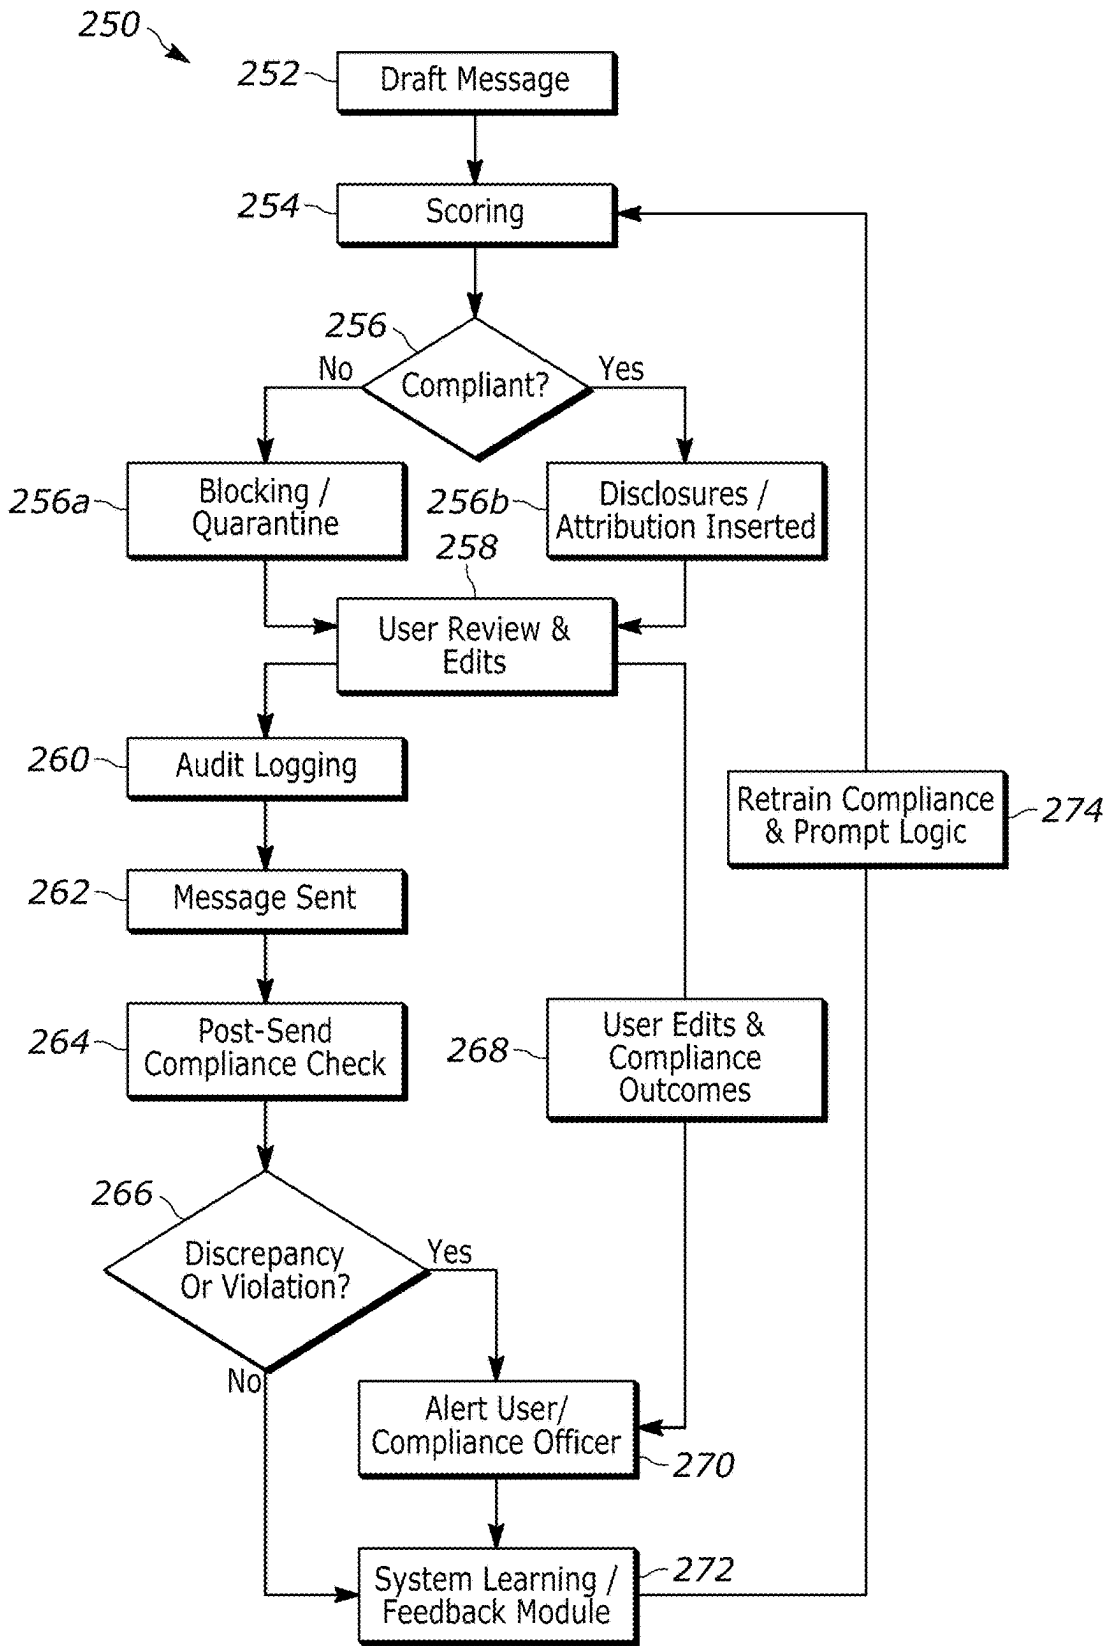 250
252
Draft Message
254
Scoring
256
No
Compliant?
Yes
256a
Blocking /
Quarantine
256b
Disclosures /
Attribution Inserted
258
User Review &
Edits
260
Audit Logging
Retrain Compliance
& Prompt Logic
274
262
Message Sent
264
Post-Send
Compliance Check
268
User Edits &
Compliance
Outcomes
266
Discrepancy
Or Violation?
Yes
No
Alert User/
Compliance Officer
270
System Learning /
Feedback Module
272